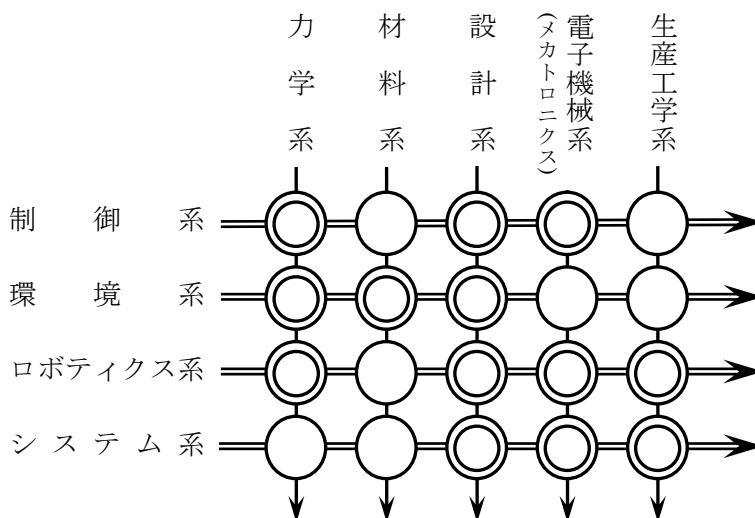 力学系
材料系
設計系
電子機械系
(メカトロニクス)
生産工学系
制御系
環境系
ロボティクス系
システム系